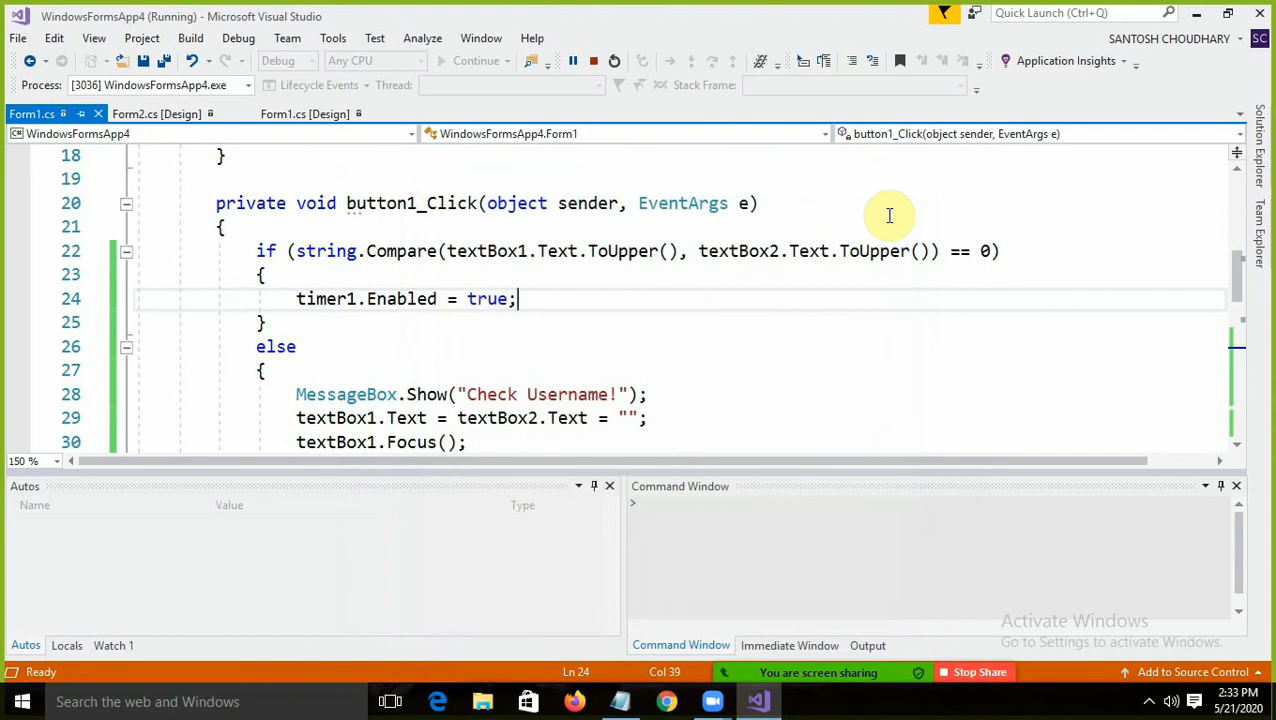 WindowsFormsApp4 (Running) - Microsoft Visual Studio
Quick Launch (Ctrl+Q)
File Edit View Project Build Debug Team Tools Test Analyze Window Help
SANTOSH CHOUDHARY SC
Debug Any CPU Continue Application Insights
Process: [3036] WindowsFormsApp4.exe Lifecycle Events Thread: Stack Frame:
Form1.cs Form2.cs [Design] Form1.cs [Design]
WindowsFormsApp4 WindowsFormsApp4.Form1 button1_Click(object sender, EventArgs e)
18 }
19
20 private void button1_Click(object sender, EventArgs e)
21 {
22 if (string.Compare(textBox1.Text.ToUpper(), textBox2.Text.ToUpper()) == 0)
23 {
24 timer1.Enabled = true;
25 }
26 else
27 {
28 MessageBox.Show("Check Username!");
29 textBox1.Text = textBox2.Text = "";
30 textBox1.Focus();
150 %
Solution Explorer
Team Explorer
Autos
Name Value Type
Command Window
>
Activate Windows
Go to Settings to activate Windows.
Autos Locals Watch 1
Command Window Immediate Window Output
Ready Ln 24 Col 39 You are screen sharing Stop Share Add to Source Control
Search the web and Windows
2:33 PM
5/21/2020